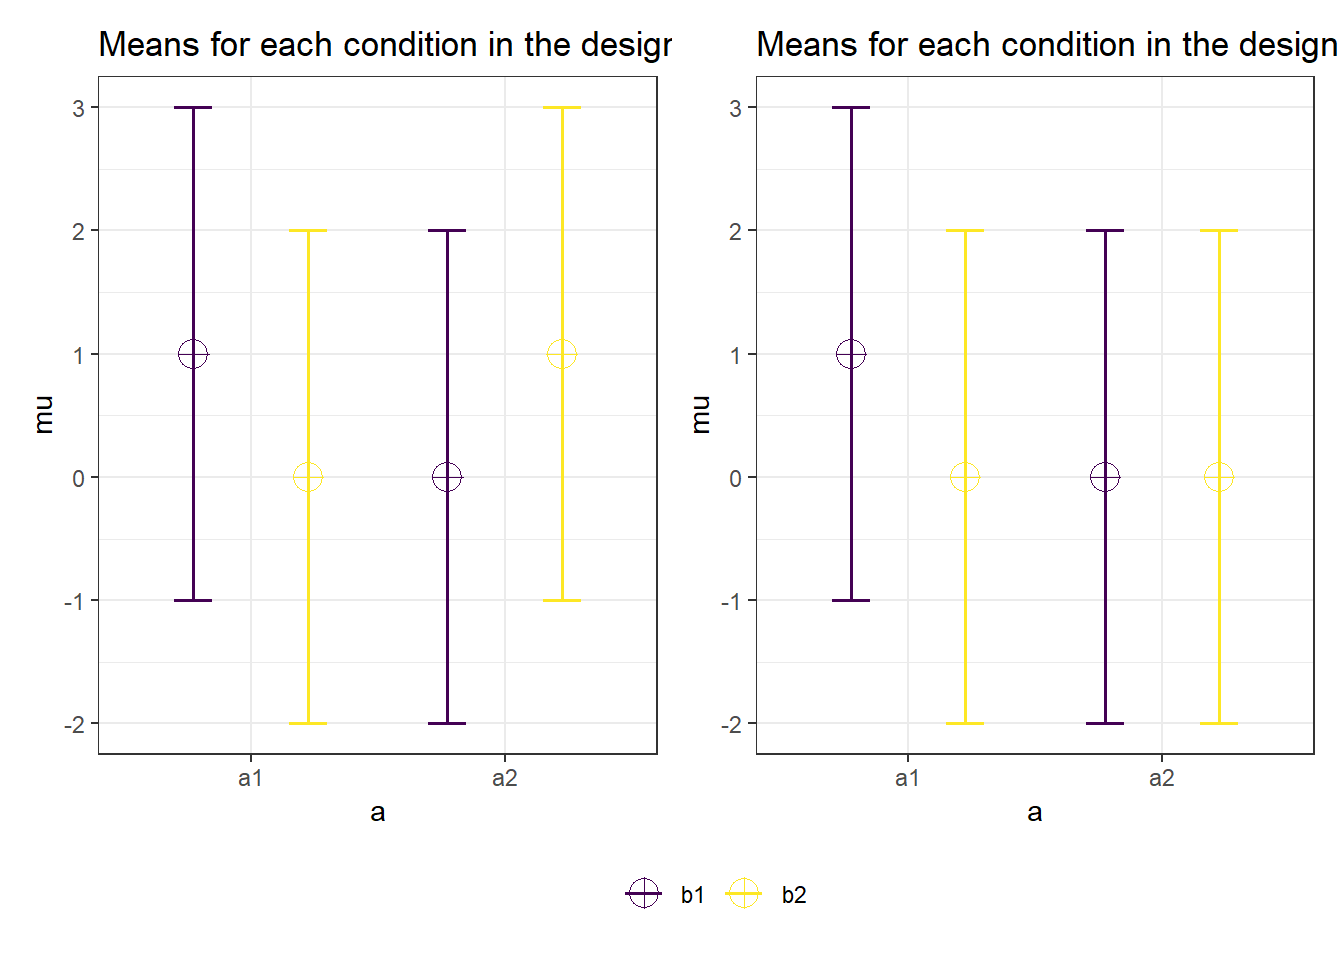 Means for each condition in the design
3
2
1
0
-1
-2
mu
a1 a2
a
Means for each condition in the design
3
2
1
0
-1
-2
mu
a1 a2
a
b1 b2